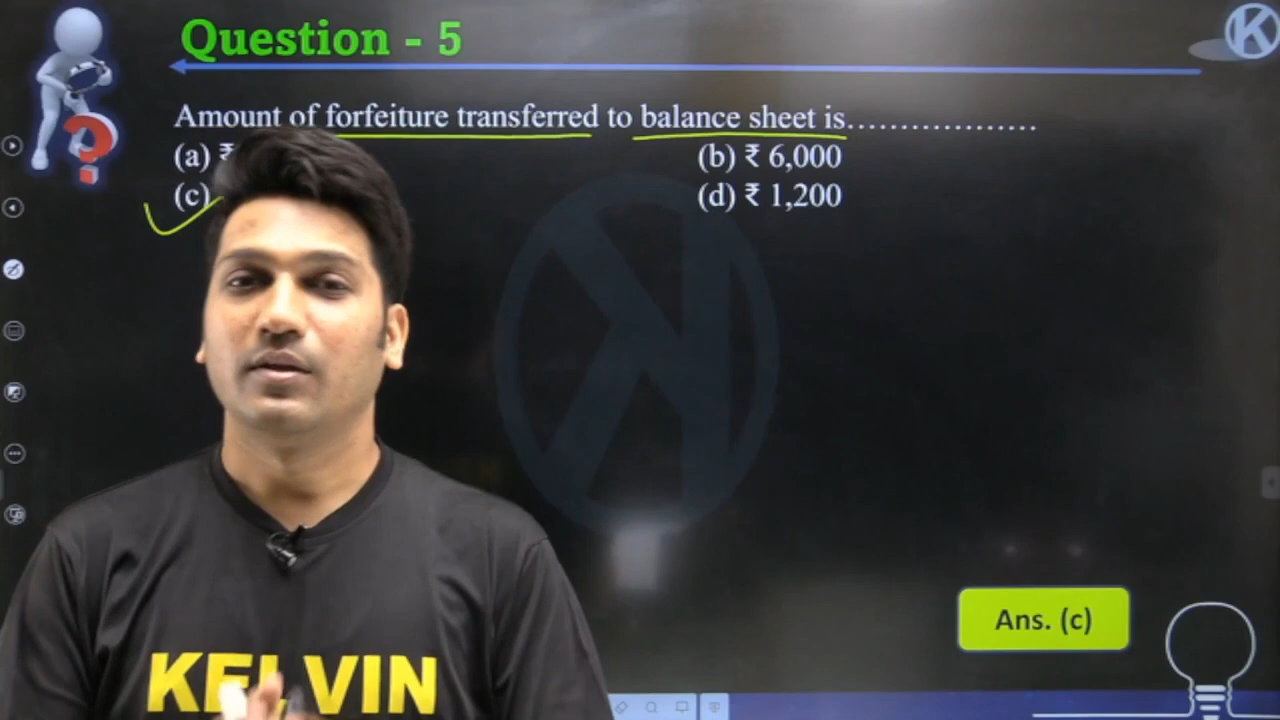 Question - 5
Amount of forfeiture transferred to balance sheet is..................
(a) ₹
(b) ₹ 6,000
(c)
(d) ₹ 1,200
Ans. (c)
KELVIN